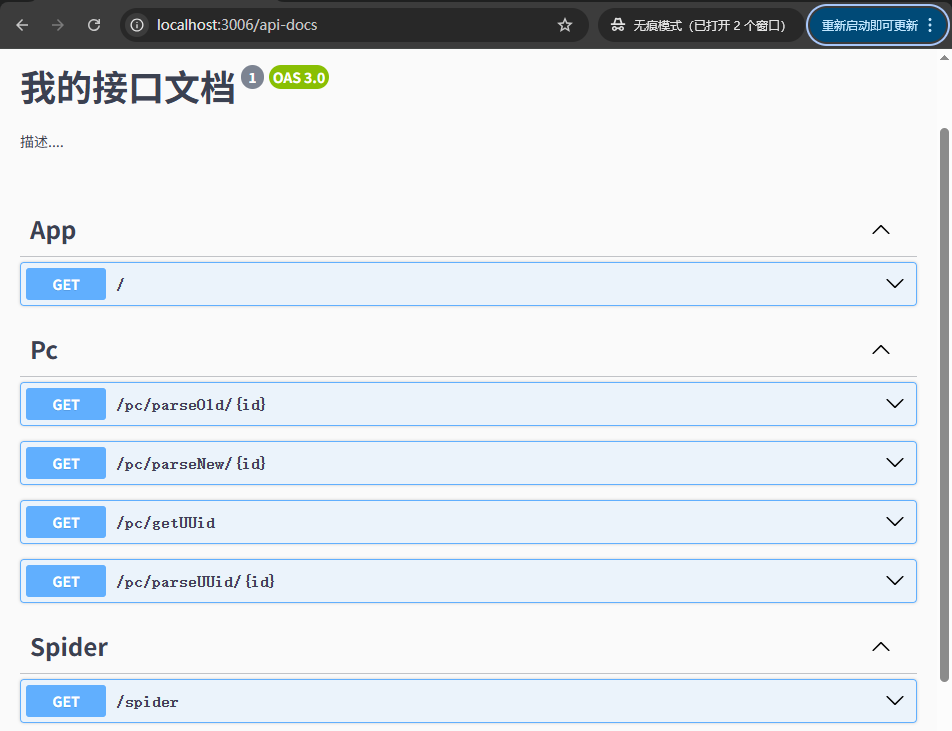 localhost:3006/api-docs
无痕模式（已打开 2 个窗口）
重新启动即可更新
我的接口文档 1 OAS 3.0
描述....
App
GET /
Pc
GET /pc/parseOld/{id}
GET /pc/parseNew/{id}
GET /pc/getUUid
GET /pc/parseUUid/{id}
Spider
GET /spider